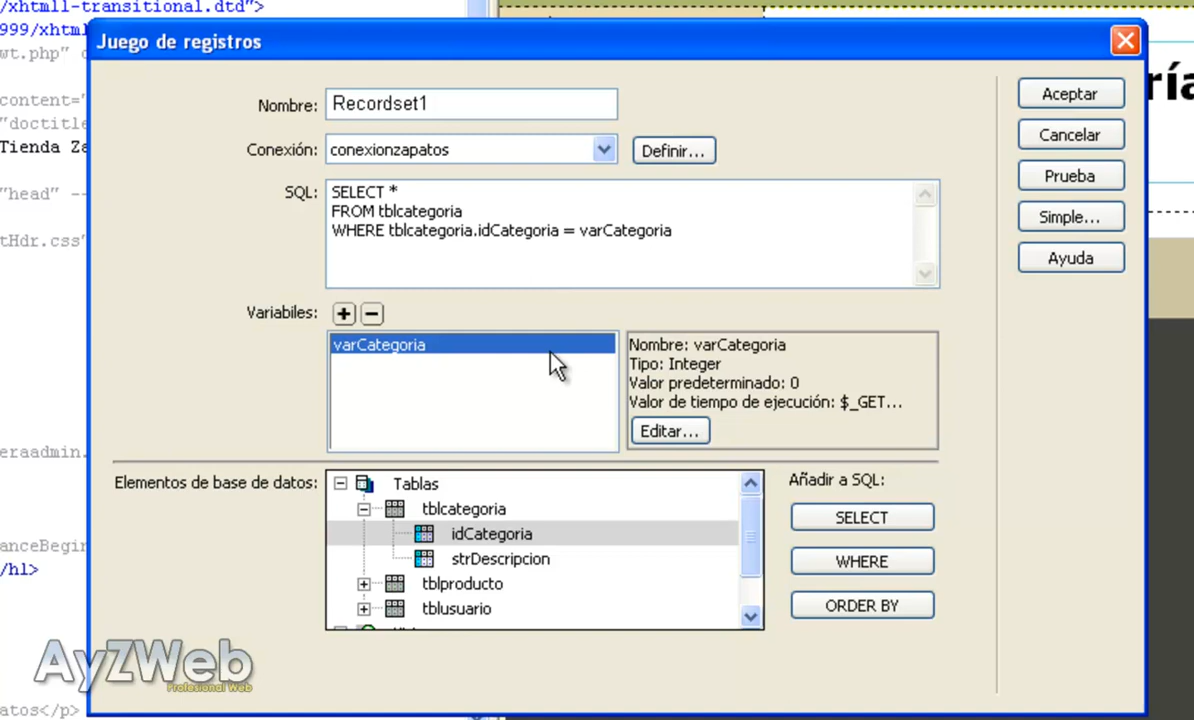 /xhtml1-transitional.dtd">
999/xhtml
Juego de registros
wt.php"
content="
"doctitle
Tienda Za
"head" --
tHdr.css"
eraadmin.
anceBegin
/h1>
atos</p>
ría
Nombre: Recordset1
Conexión: conexionzapatos Definir...
SQL: SELECT *
FROM tblcategoria
WHERE tblcategoria.idCategoria = varCategoria
Aceptar
Cancelar
Prueba
Simple...
Ayuda
Variabiles: + −
varCategoria
Nombre: varCategoria
Tipo: Integer
Valor predeterminado: 0
Valor de tiempo de ejecución: $_GET...
Editar...
Elementos de base de datos:
Tablas
tblcategoria
idCategoria
strDescripcion
tblproducto
tblusuario
Añadir a SQL:
SELECT
WHERE
ORDER BY
AyZWeb
Profesional Web